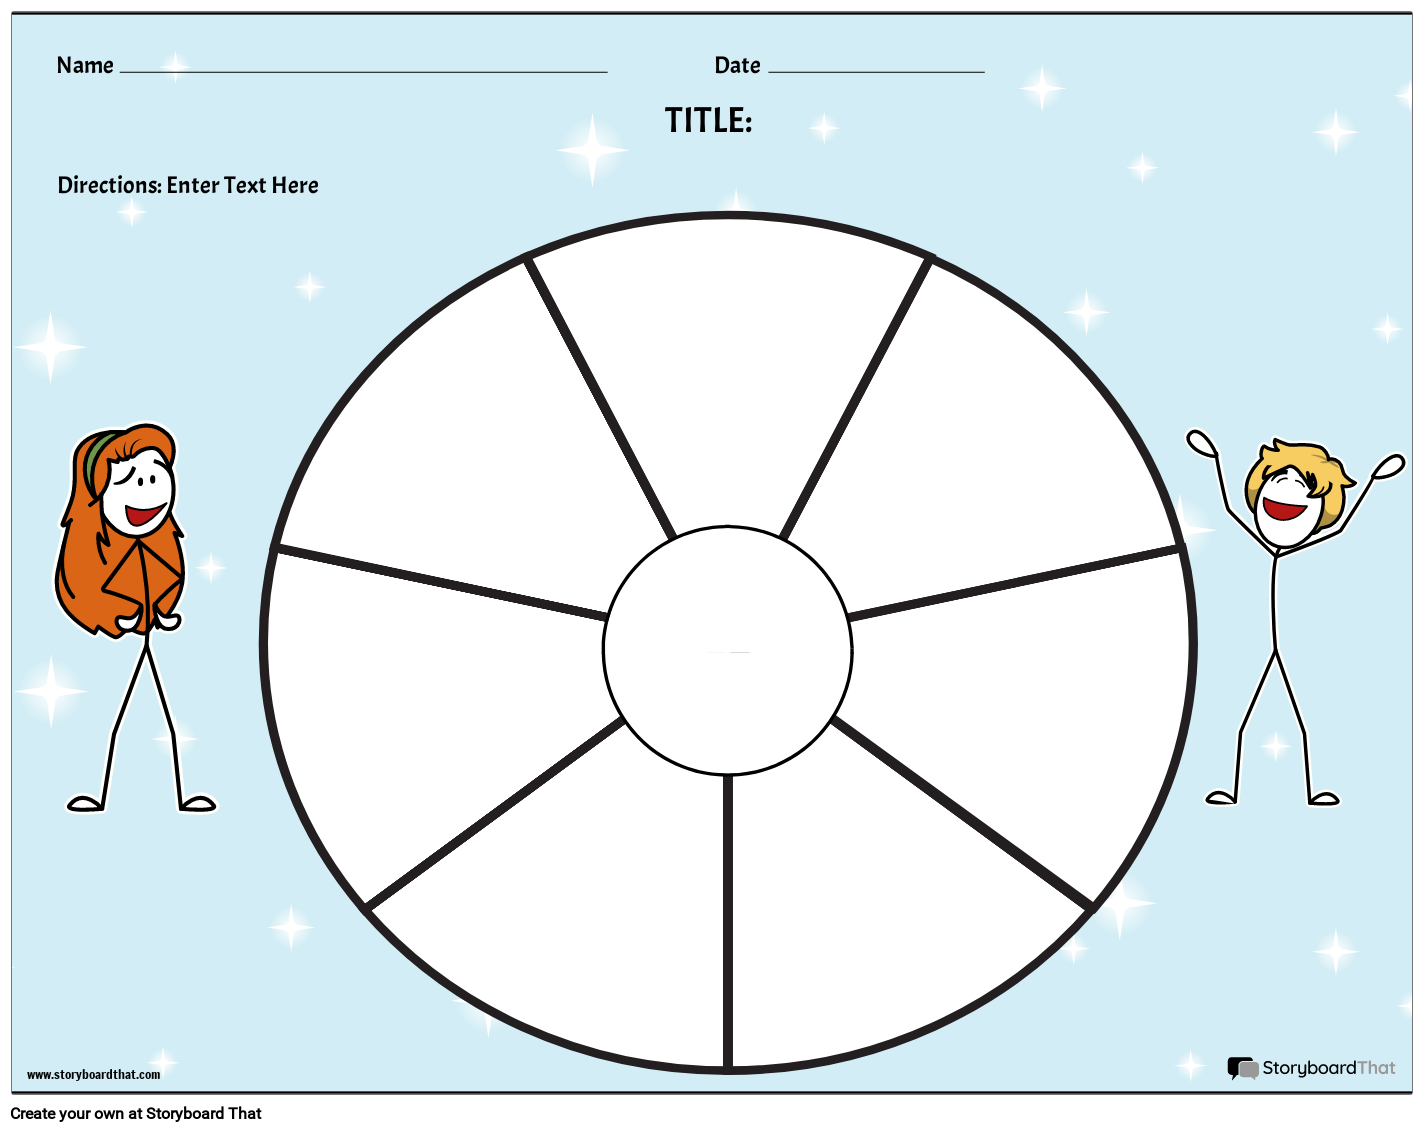 Name
Date
TITLE:
Directions: Enter Text Here
www.storyboardthat.com
StoryboardThat
Create your own at Storyboard That